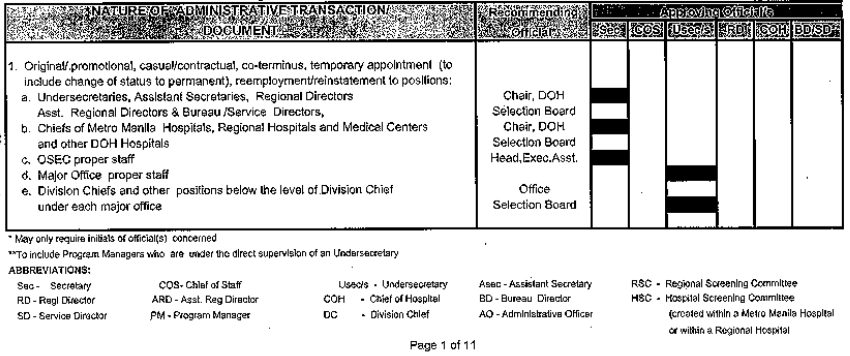 NATURE OF ADMINISTRATIVE TRANSACTION/ Recommending Approving Official/s
DOCUMENT Official Sec COS Usec/s RD COH BD/SD
1. Original/ promotional, casual/contractual, co-terminus, temporary appointment (to
include change of status to permanent), reemployment/reinstatement to positions:
a. Undersecretaries, Assistant Secretaries, Regional Directors Chair, DOH
Asst. Regional Directors & Bureau /Service Directors, Selection Board
b. Chiefs of Metro Manila Hospitals, Regional Hospitals and Medical Centers Chair, DOH
and other DOH Hospitals Selection Board
c. OSEC proper staff Head,Exec.Asst.
d. Major Office proper staff
e. Division Chiefs and other positions below the level of Division Chief Office
under each major office Selection Board
* May only require initials of official(s) concerned
**To include Program Managers who are under the direct supervision of an Undersecretary
ABBREVIATIONS:
Sec - Secretary COS- Chief of Staff Usec/s - Undersecretary Asec - Assistant Secretary RSC - Regional Screening Committee
RD - Regl Director ARD - Asst. Reg Director COH - Chief of Hospital BD - Bureau Director HSC - Hospital Screening Committee
SD - Service Director PM - Program Manager DC - Division Chief AO - Administrative Officer (created within a Metro Manila Hospital
or within a Regional Hospital
Page 1 of 11